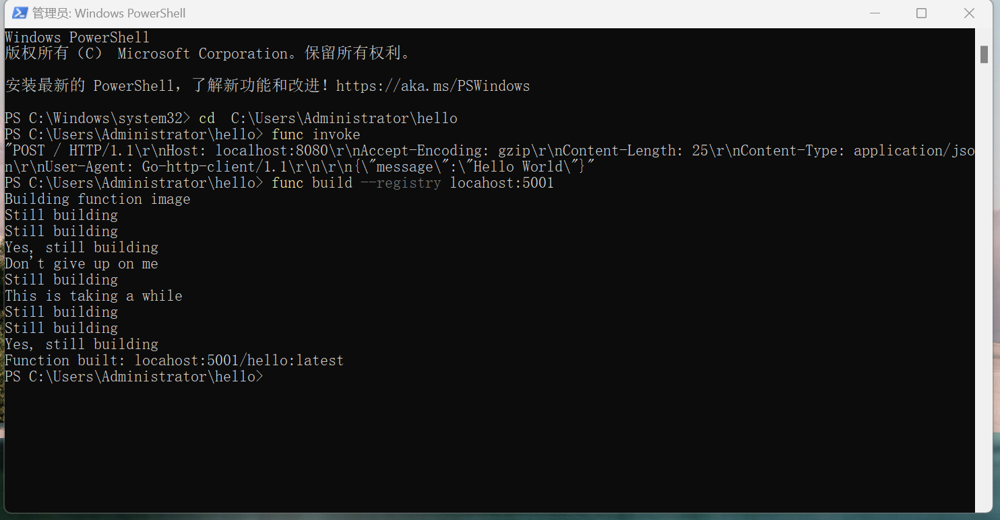 管理员: Windows PowerShell
Windows PowerShell
版权所有（C） Microsoft Corporation。保留所有权利。
安装最新的 PowerShell，了解新功能和改进！https://aka.ms/PSWindows
PS C:\Windows\system32> cd  C:\Users\Administrator\hello
PS C:\Users\Administrator\hello> func invoke
"POST / HTTP/1.1\r\nHost: localhost:8080\r\nAccept-Encoding: gzip\r\nContent-Length: 25\r\nContent-Type: application/jso
n\r\nUser-Agent: Go-http-client/1.1\r\n\r\n{\"message\":\"Hello World\"}"
PS C:\Users\Administrator\hello> func build --registry locahost:5001
Building function image
Still building
Still building
Yes, still building
Don't give up on me
Still building
This is taking a while
Still building
Still building
Yes, still building
Function built: locahost:5001/hello:latest
PS C:\Users\Administrator\hello>